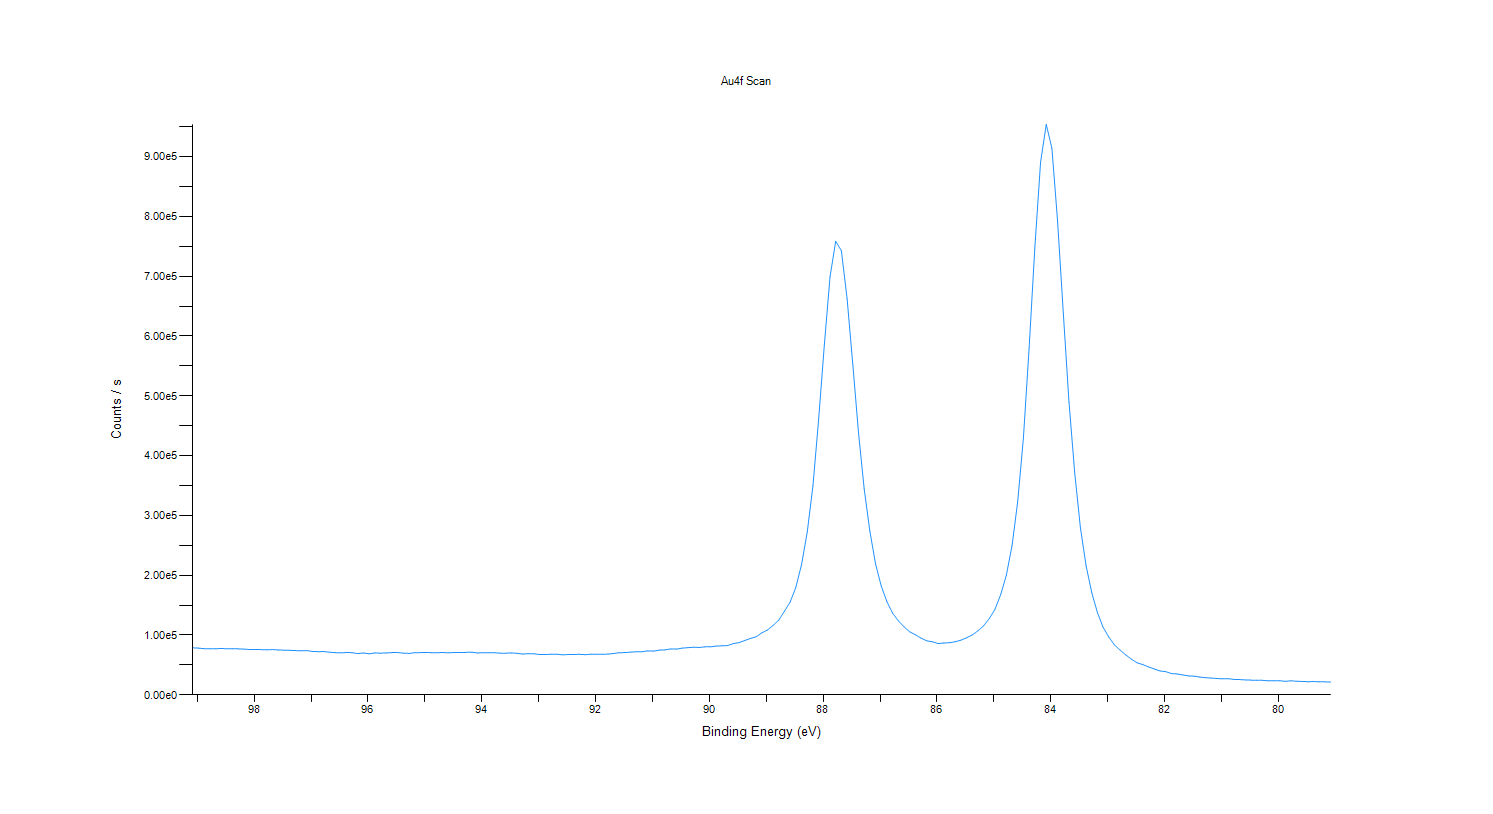 Au4f Scan
9.00e5
8.00e5
7.00e5
6.00e5
5.00e5
4.00e5
3.00e5
2.00e5
1.00e5
0.00e0
Counts / s
98 96 94 92 90 88 86 84 82 80
Binding Energy (eV)